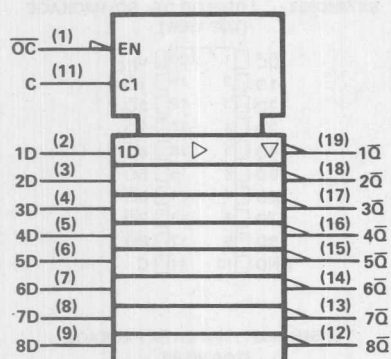 O̅C̅ (1) EN
C (11) C1
1D (2) 1D (19) 1Q̅
2D (3) (18) 2Q̅
3D (4) (17) 3Q̅
4D (5) (16) 4Q̅
5D (6) (15) 5Q̅
6D (7) (14) 6Q̅
7D (8) (13) 7Q̅
8D (9) (12) 8Q̅